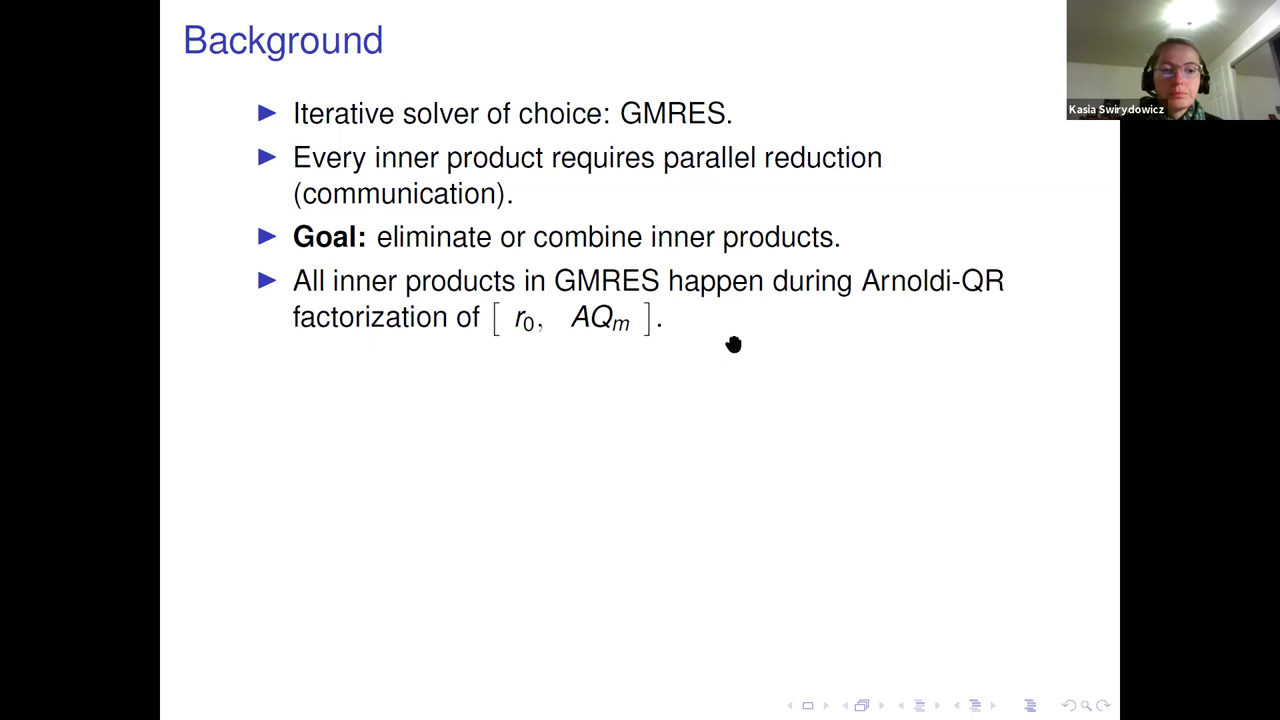 Background
Kasia Swirydowicz
▶ Iterative solver of choice: GMRES.
▶ Every inner product requires parallel reduction
(communication).
▶ Goal: eliminate or combine inner products.
▶ All inner products in GMRES happen during Arnoldi-QR
factorization of [ r₀, AQₘ ].